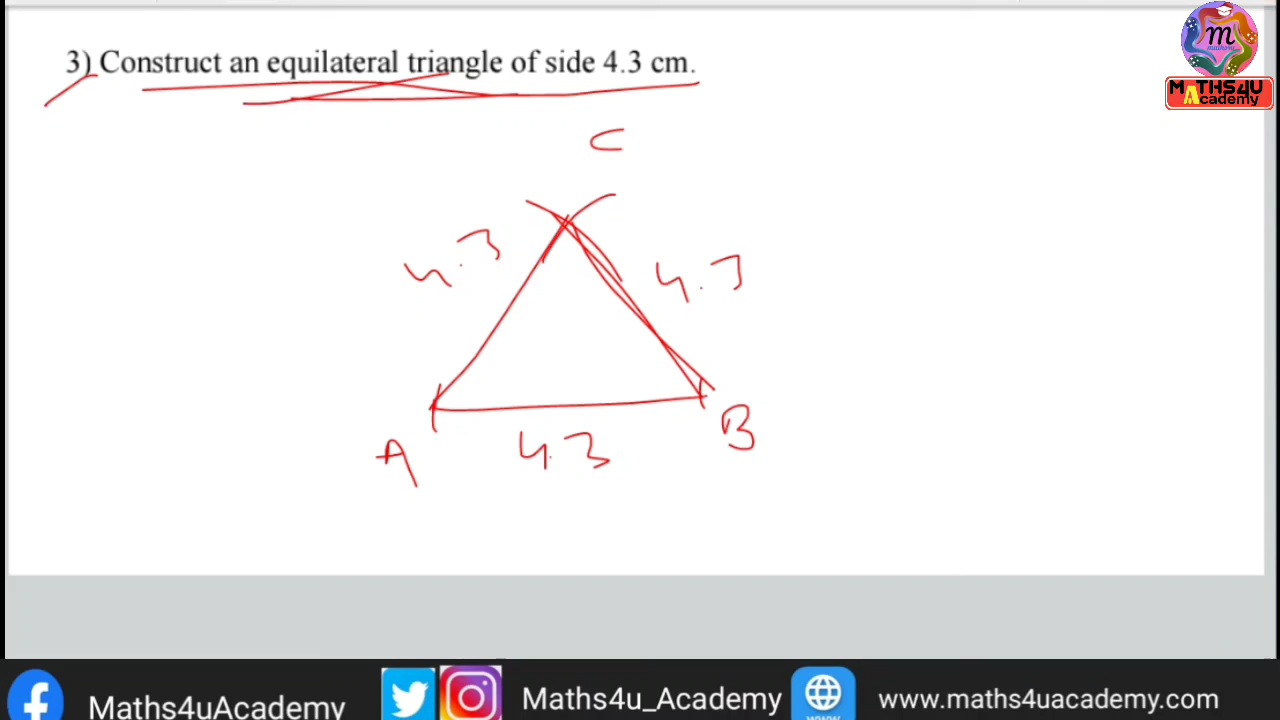 3) Construct an equilateral triangle of side 4.3 cm.
m
MATHS4U
Academy
C
4.3
4.3
A
4.3
B
Maths4uAcademy
Maths4u_Academy
www
www.maths4uacademy.com